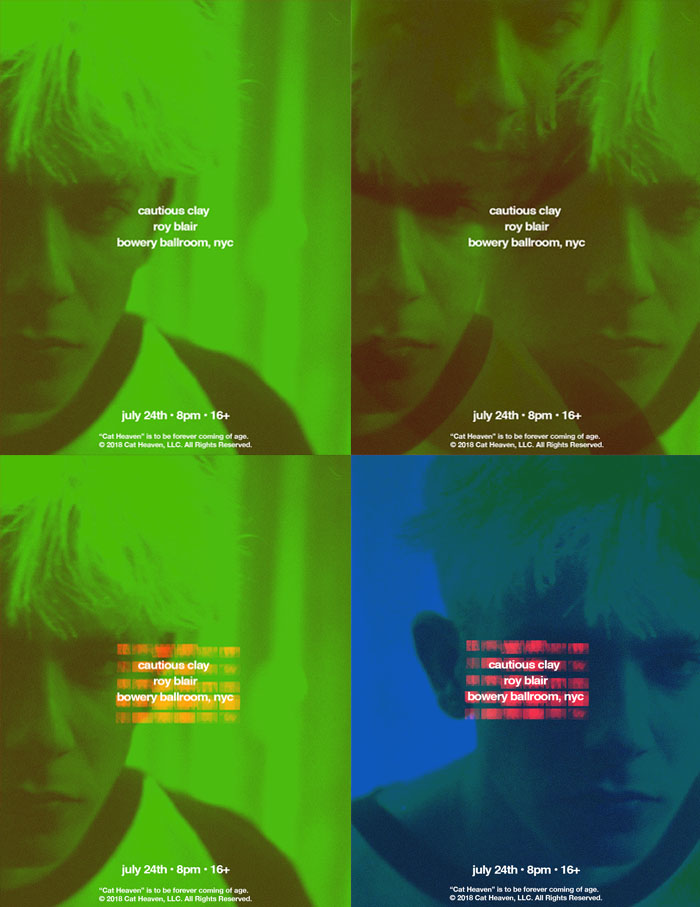 cautious clay
roy blair
bowery ballroom, nyc
july 24th • 8pm • 16+
“Cat Heaven” is to be forever coming of age.
© 2018 Cat Heaven, LLC. All Rights Reserved.
cautious clay
roy blair
bowery ballroom, nyc
july 24th • 8pm • 16+
“Cat Heaven” is to be forever coming of age.
© 2018 Cat Heaven, LLC. All Rights Reserved.
cautious clay
roy blair
bowery ballroom, nyc
july 24th • 8pm • 16+
“Cat Heaven” is to be forever coming of age.
© 2018 Cat Heaven, LLC. All Rights Reserved.
cautious clay
roy blair
bowery ballroom, nyc
july 24th • 8pm • 16+
“Cat Heaven” is to be forever coming of age.
© 2018 Cat Heaven, LLC. All Rights Reserved.